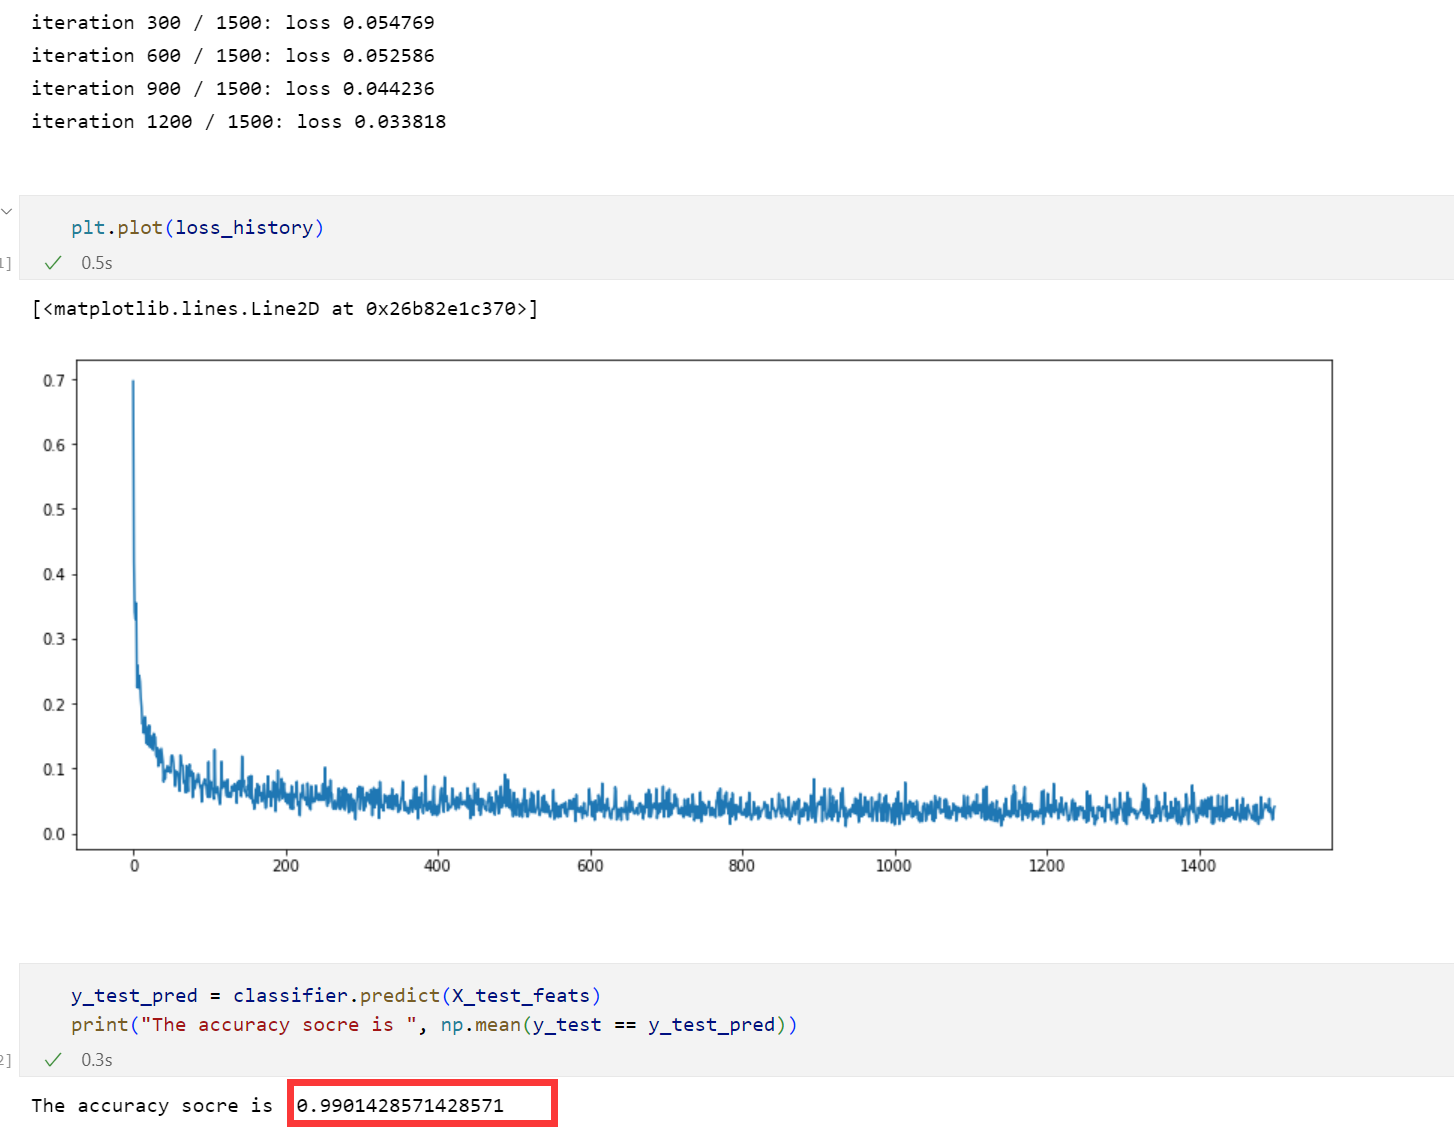 iteration 300 / 1500: loss 0.054769
iteration 600 / 1500: loss 0.052586
iteration 900 / 1500: loss 0.044236
iteration 1200 / 1500: loss 0.033818
plt.plot(loss_history)
0.5s
[<matplotlib.lines.Line2D at 0x26b82e1c370>]
0.7
0.6
0.5
0.4
0.3
0.2
0.1
0.0
0 200 400 600 800 1000 1200 1400
y_test_pred = classifier.predict(X_test_feats)
print("The accuracy socre is ", np.mean(y_test == y_test_pred))
2]
0.3s
The accuracy socre is 0.9901428571428571